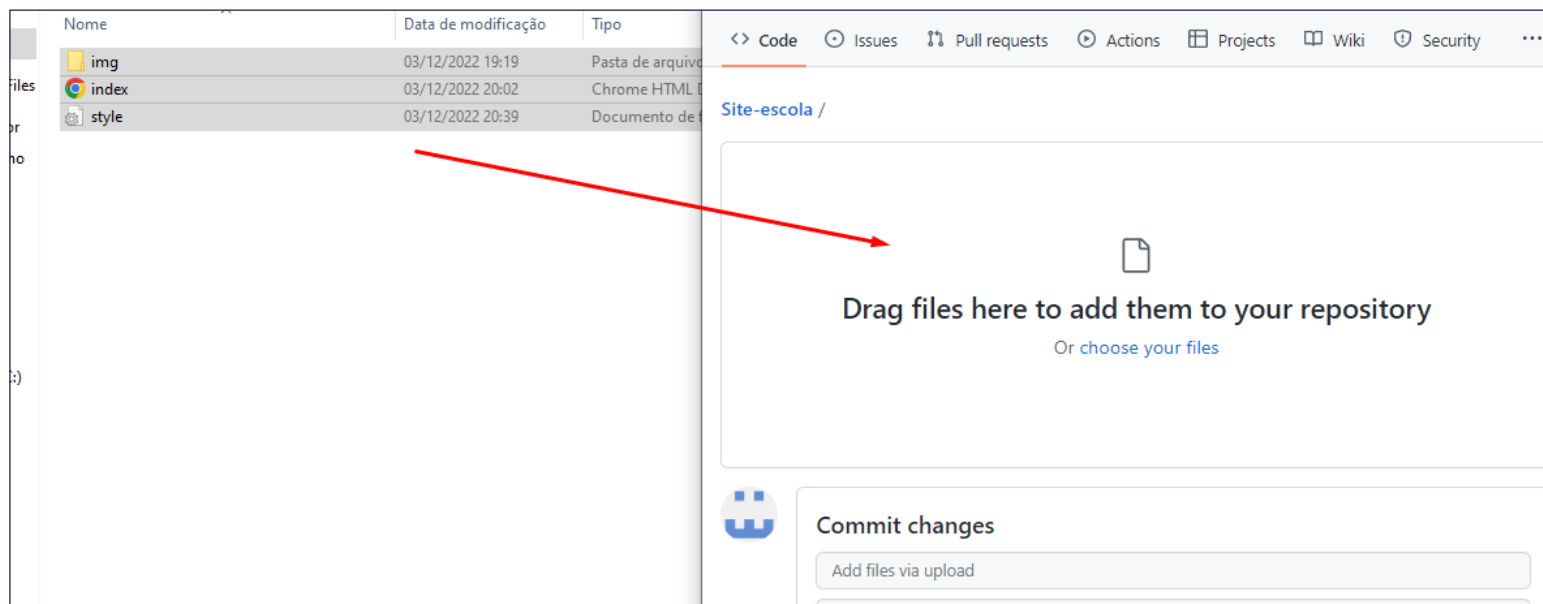 Nome Data de modificação Tipo
img 03/12/2022 19:19 Pasta de arquivo
index 03/12/2022 20:02 Chrome HTML D
style 03/12/2022 20:39 Documento de f
Files
or
no
:)
Code Issues Pull requests Actions Projects Wiki Security ...
Site-escola /
Drag files here to add them to your repository
Or choose your files
Commit changes
Add files via upload